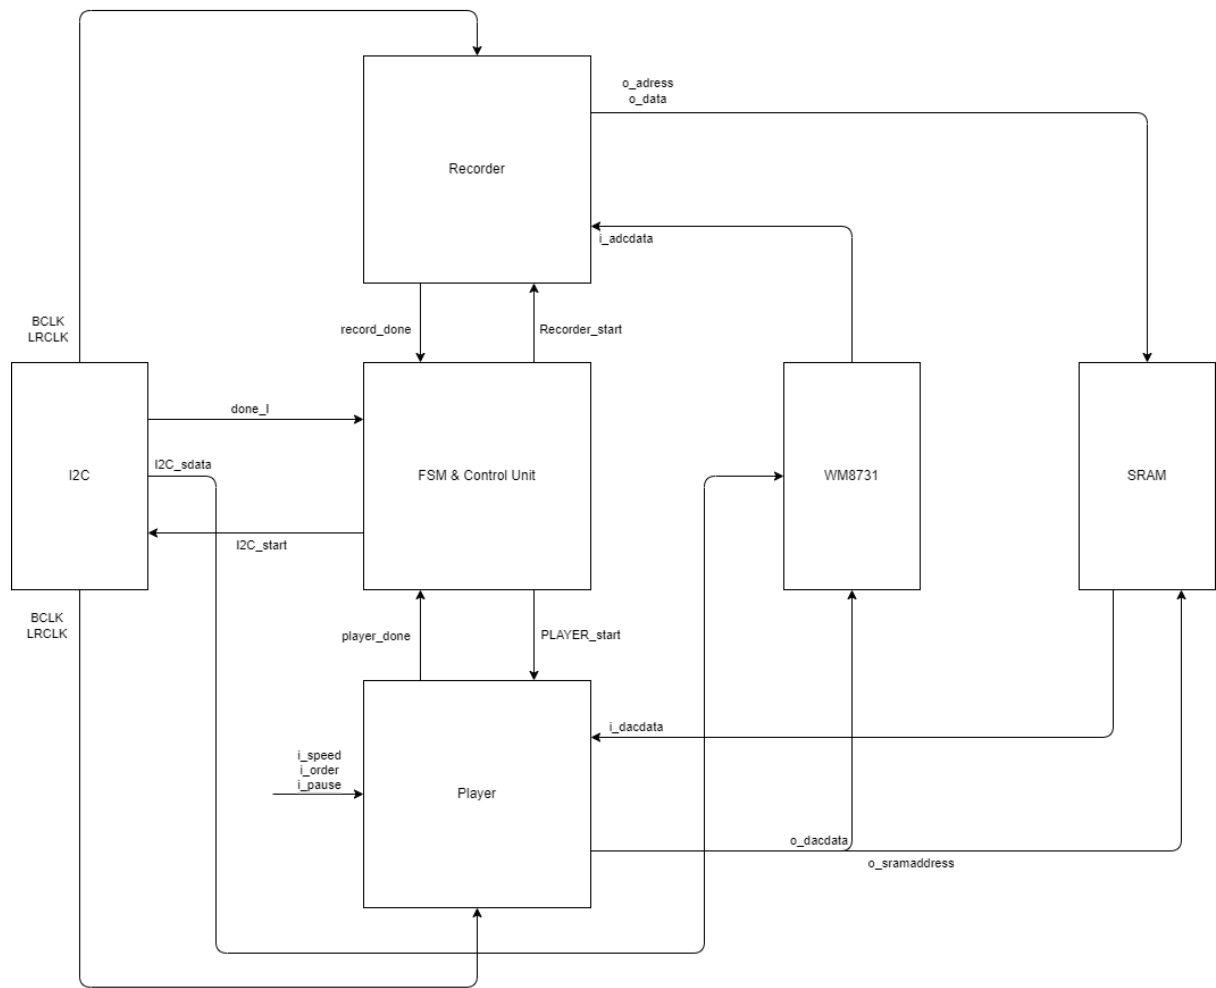 o_adress
o_data
Recorder
i_adcdata
BCLK
LRCLK
record_done
Recorder_start
done_I
I2C_sdata
I2C
FSM & Control Unit
WM8731
SRAM
I2C_start
BCLK
LRCLK
player_done
PLAYER_start
i_dacdata
i_speed
i_order
i_pause
Player
o_dacdata
o_sramaddress